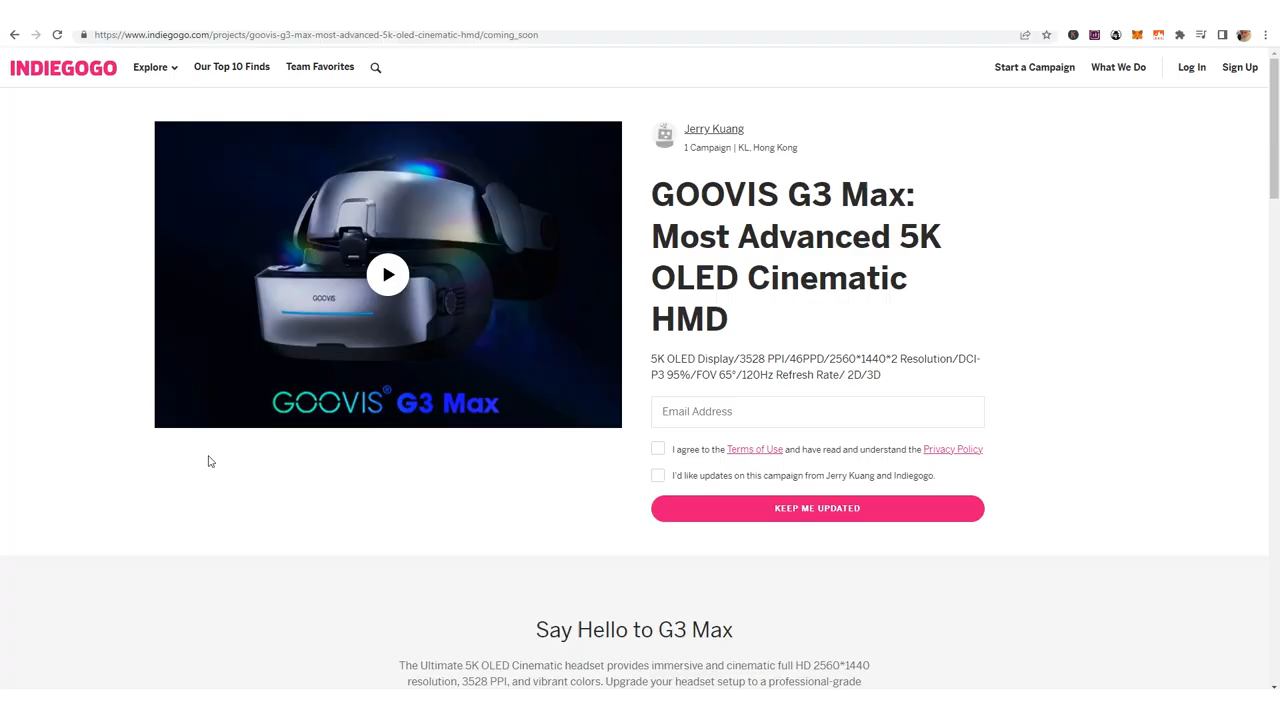 https://www.indiegogo.com/projects/goovis-g3-max-most-advanced-5k-oled-cinematic-hmd/coming_soon
INDIEGOGO
Explore
Our Top 10 Finds
Team Favorites
Start a Campaign
What We Do
Log In
Sign Up
GOOVIS
GOOVIS® G3 Max
Jerry Kuang
1 Campaign | KL, Hong Kong
GOOVIS G3 Max:
Most Advanced 5K
OLED Cinematic
HMD
5K OLED Display/3528 PPI/46PPD/2560*1440*2 Resolution/DCI-
P3 95%/FOV 65°/120Hz Refresh Rate/ 2D/3D
Email Address
I agree to the Terms of Use and have read and understand the Privacy Policy
I'd like updates on this campaign from Jerry Kuang and Indiegogo.
KEEP ME UPDATED
Say Hello to G3 Max
The Ultimate 5K OLED Cinematic headset provides immersive and cinematic full HD 2560*1440
resolution, 3528 PPI, and vibrant colors. Upgrade your headset setup to a professional-grade